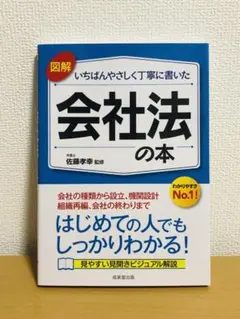 図解
いちばんやさしく丁寧に書いた
会社法
の本
弁護士
佐藤孝幸 監修
会社の種類から設立、機関設計
組織再編、会社の終わりまで
わかりやすさ
No.1!
はじめての人でも
しっかりわかる!
見やすい見開きビジュアル解説
成美堂出版